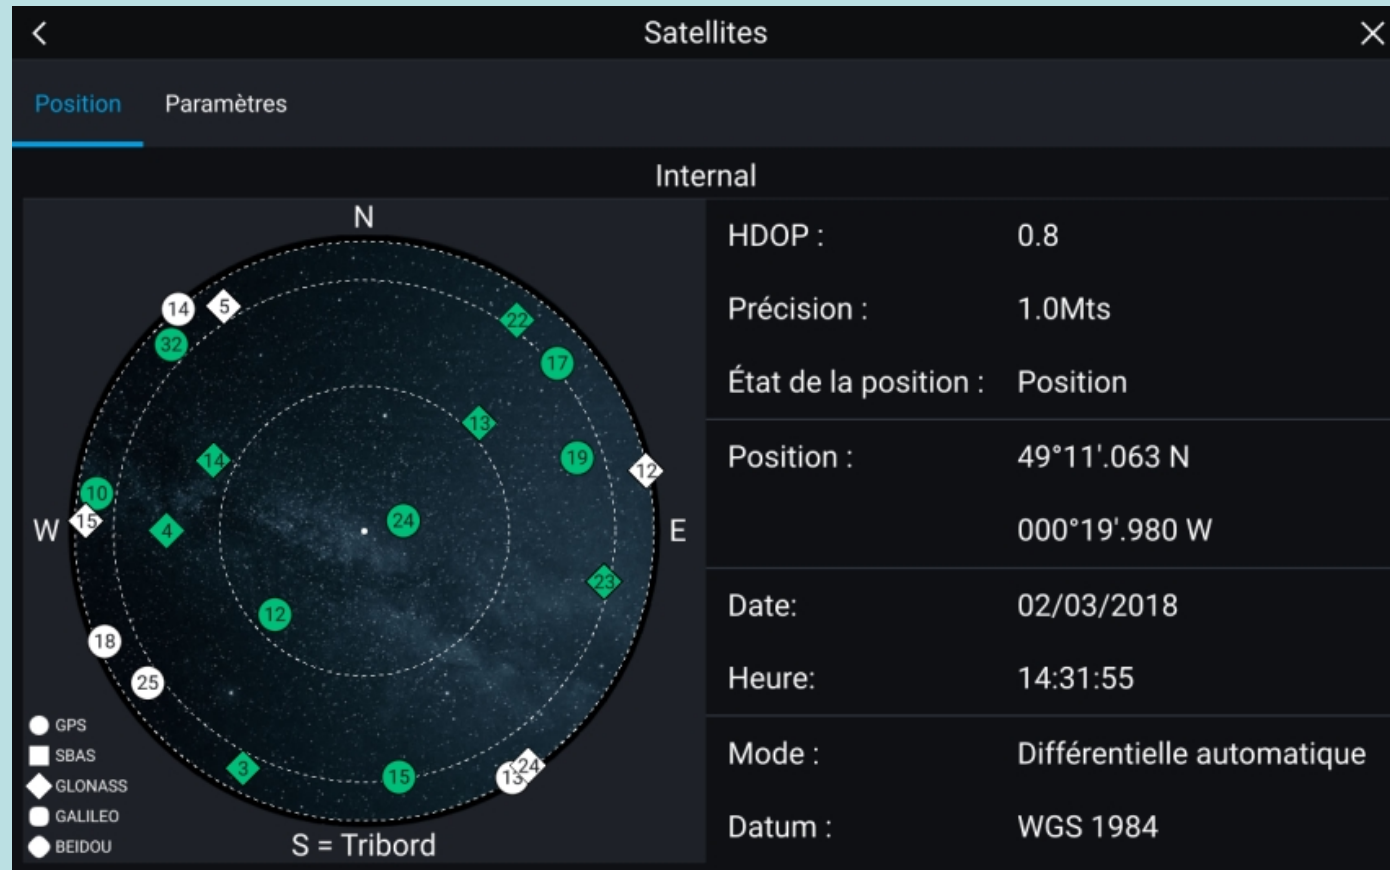 Satellites
Position Paramètres
Internal
N
HDOP : 0.8
14 5 22
Précision : 1.0Mts
32 17
État de la position : Position
13
14 19 12
Position : 49°11'.063 N
10
15 24
W 4 E
000°19'.980 W
23
12
Date: 02/03/2018
18
25
Heure: 14:31:55
GPS
SBAS
3 15 13 24
Mode : Différentielle automatique
GLONASS
GALILEO
BEIDOU
S = Tribord
Datum : WGS 1984